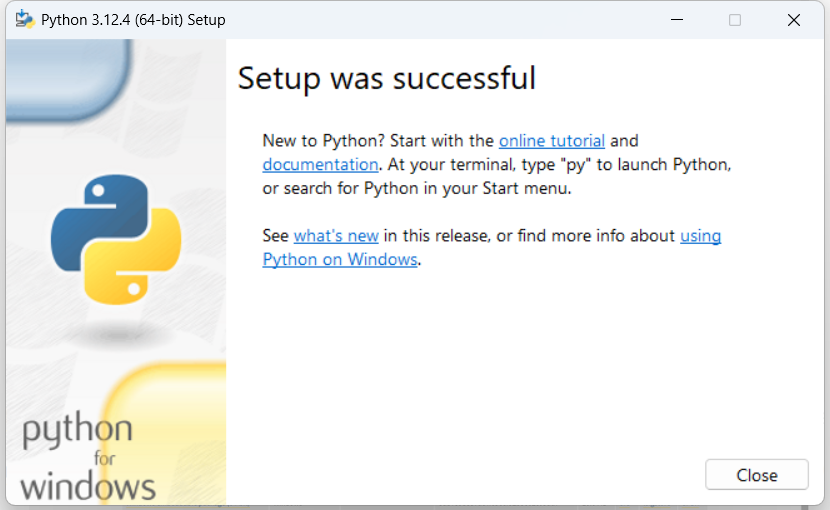 Python 3.12.4 (64-bit) Setup
Setup was successful
New to Python? Start with the online tutorial and
documentation. At your terminal, type "py" to launch Python,
or search for Python in your Start menu.
See what's new in this release, or find more info about using
Python on Windows.
python
for
windows
Close